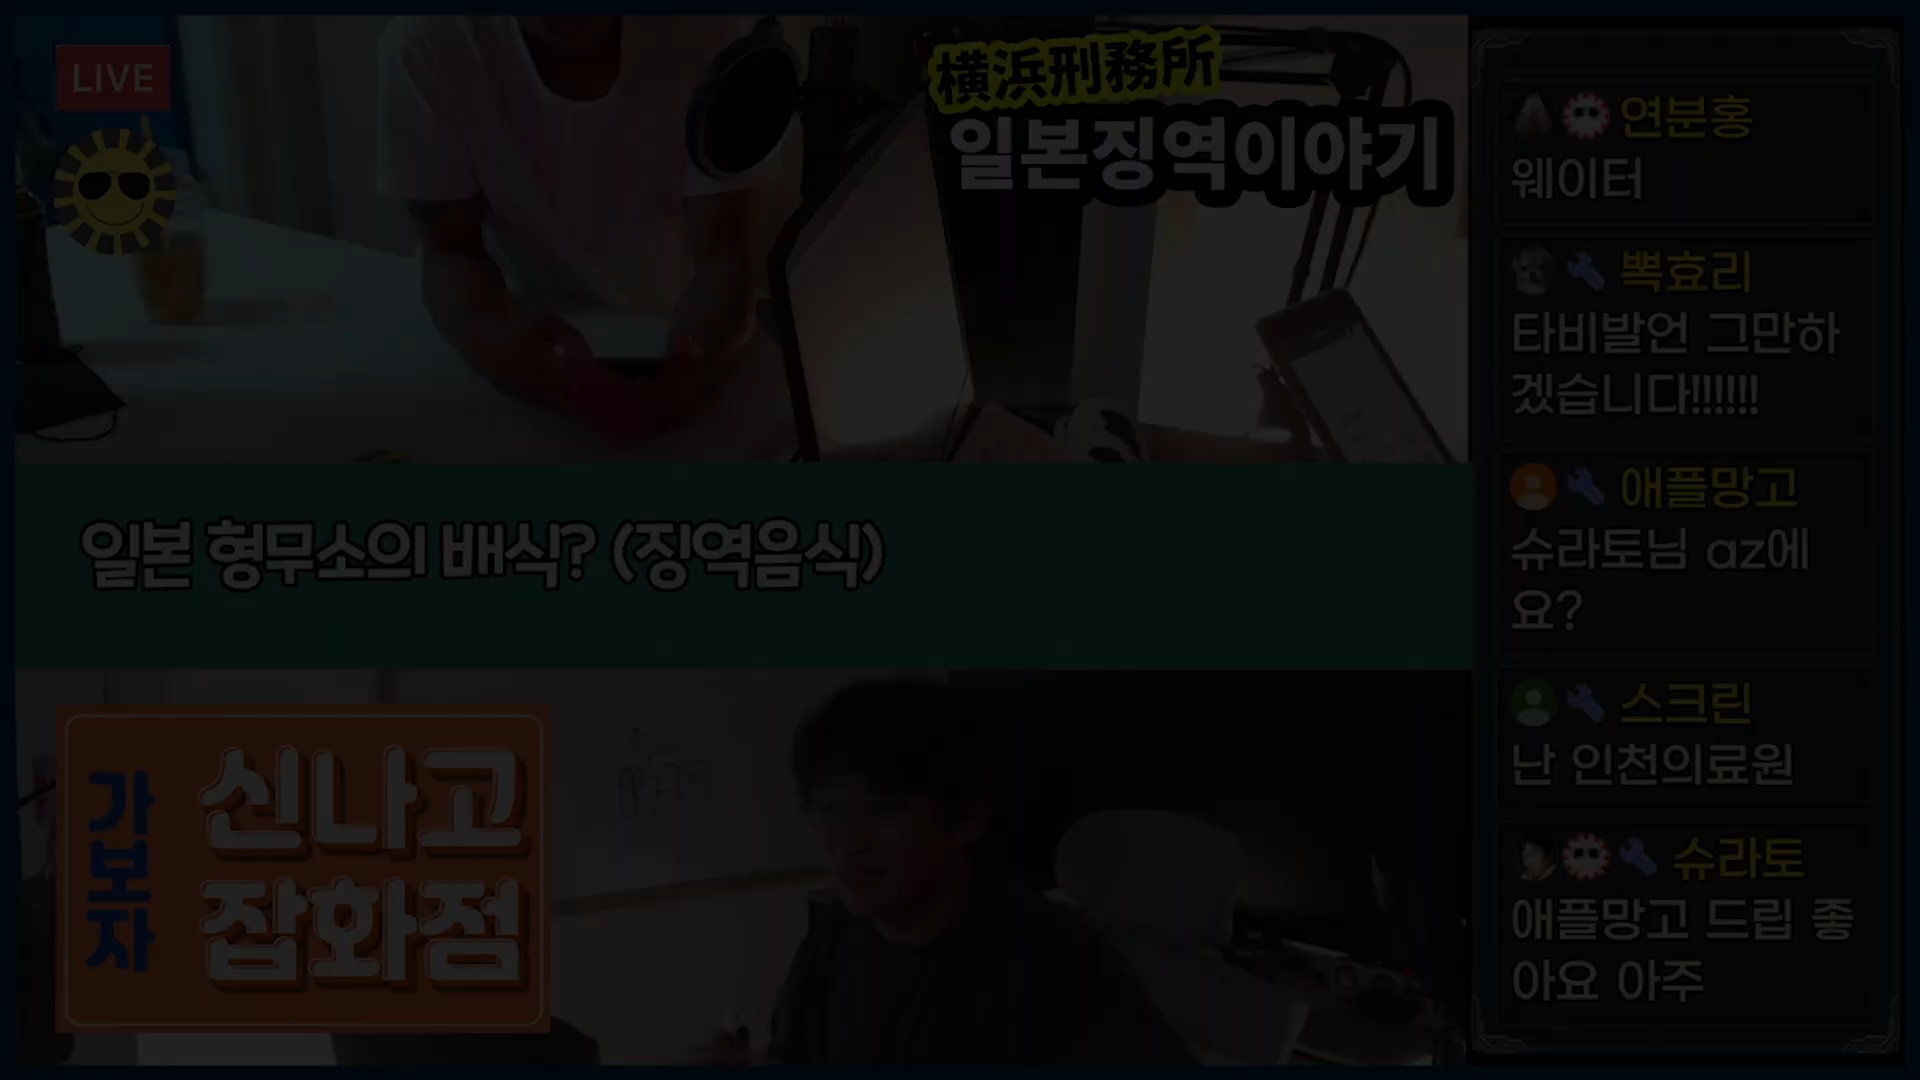 LIVE
横浜刑務所
일본징역이야기
일본 형무소의 배식? (징역음식)
가보자
신나고
잡화점
연분홍
웨이터
뽁효리
타비발언 그만하
겠습니다!!!!!!
애플망고
슈라토님 az에
요?
스크린
난 인천의료원
슈라토
애플망고 드립 좋
아요 아주